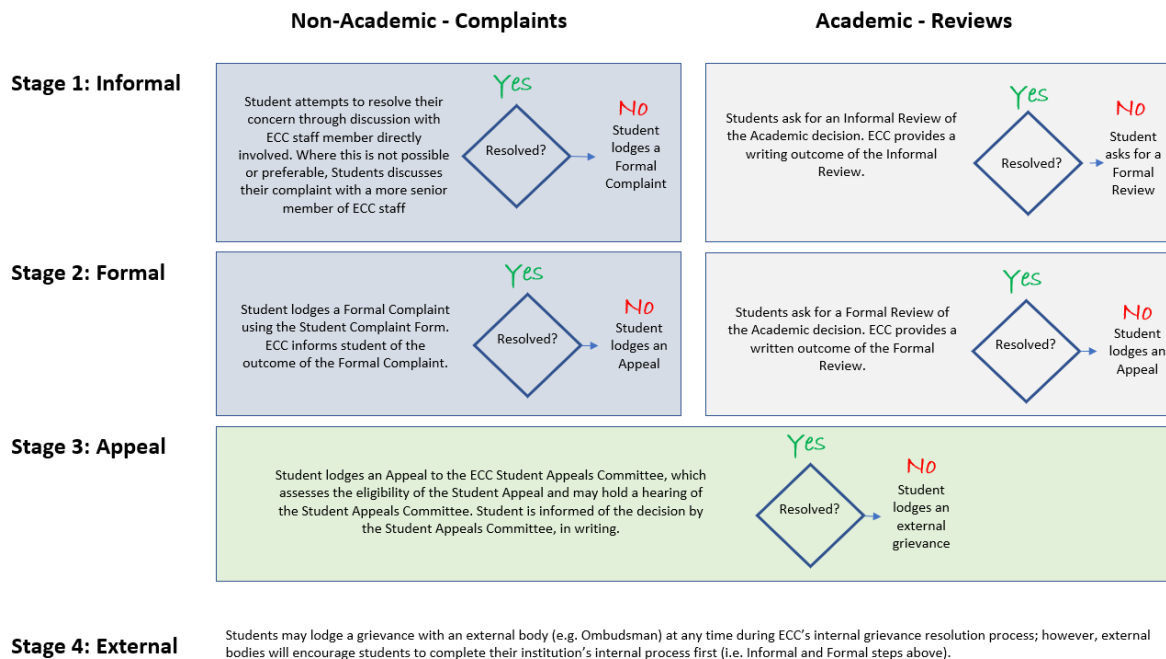 Non-Academic - Complaints
Academic - Reviews
Stage 1: Informal
Student attempts to resolve their
concern through discussion with
ECC staff member directly
involved. Where this is not possible
or preferable, Students discusses
their complaint with a more senior
member of ECC staff
Yes
Resolved?
No
Student
lodges a
Formal
Complaint
Students ask for an Informal Review of
the Academic decision. ECC provides a
writing outcome of the Informal
Review.
Yes
Resolved?
No
Student
asks for a
Formal
Review
Stage 2: Formal
Student lodges a Formal Complaint
using the Student Complaint Form.
ECC informs student of the
outcome of the Formal Complaint.
Yes
Resolved?
No
Student
lodges an
Appeal
Students ask for a Formal Review of
the Academic decision. ECC provides a
written outcome of the Formal
Review.
Yes
Resolved?
No
Student
lodges an
Appeal
Stage 3: Appeal
Student lodges an Appeal to the ECC Student Appeals Committee, which
assesses the eligibility of the Student Appeal and may hold a hearing of
the Student Appeals Committee. Student is informed of the decision by
the Student Appeals Committee, in writing.
Yes
Resolved?
No
Student
lodges an
external
grievance
Stage 4: External
Students may lodge a grievance with an external body (e.g. Ombudsman) at any time during ECC's internal grievance resolution process; however, external
bodies will encourage students to complete their institution's internal process first (i.e. Informal and Formal steps above).